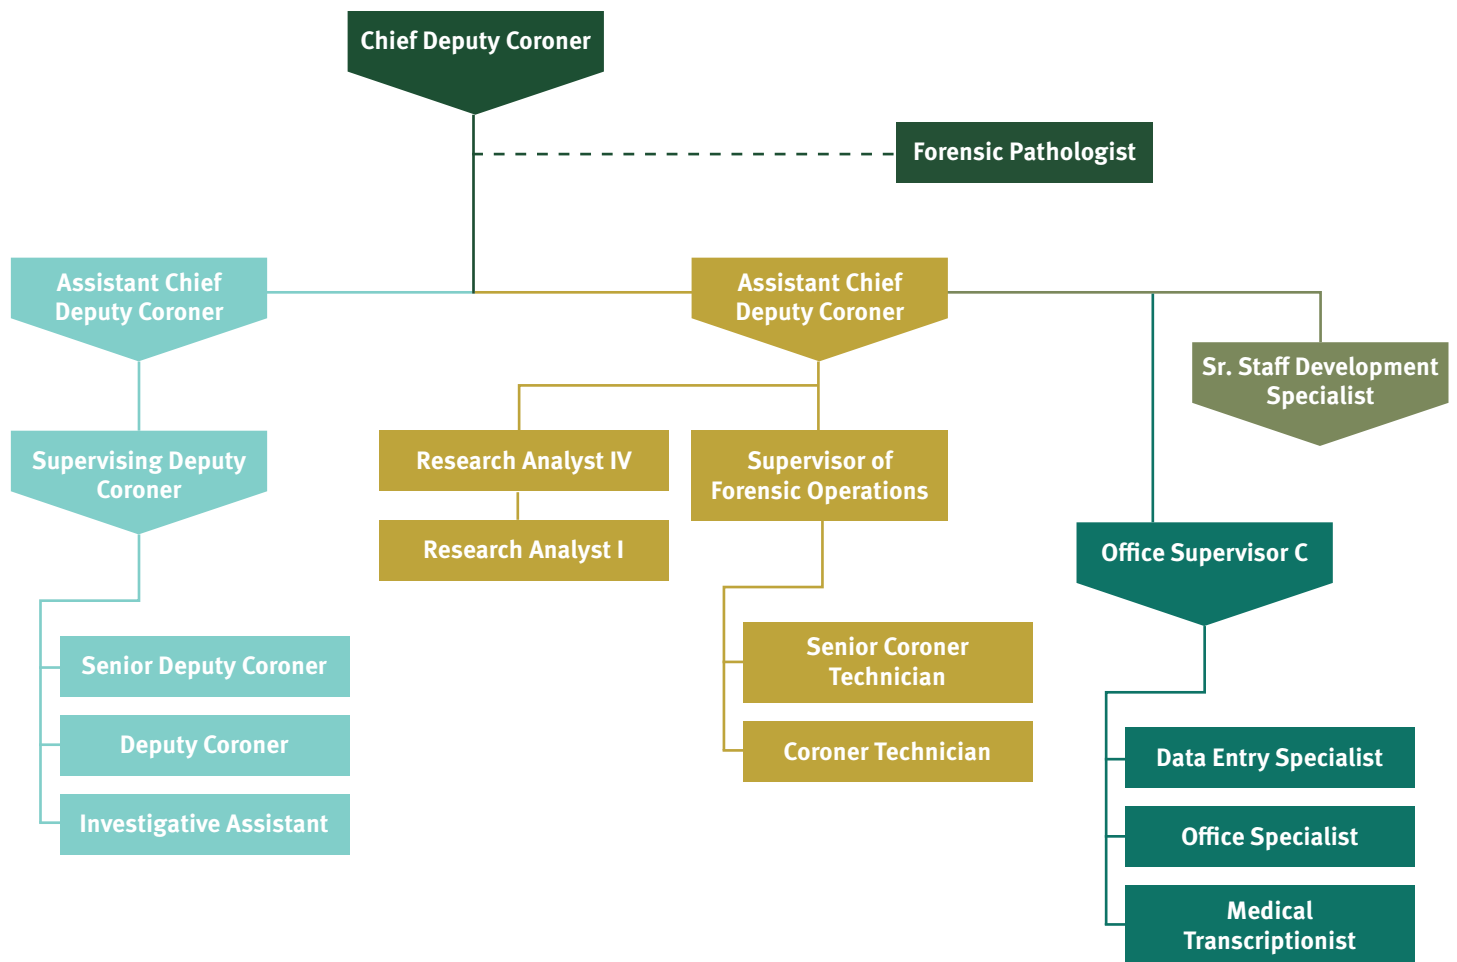 Chief Deputy Coroner
Forensic Pathologist
Assistant Chief
Deputy Coroner
Assistant Chief
Deputy Coroner
Sr. Staff Development
Specialist
Supervising Deputy
Coroner
Research Analyst IV
Supervisor of
Forensic Operations
Research Analyst I
Office Supervisor C
Senior Deputy Coroner
Deputy Coroner
Investigative Assistant
Senior Coroner
Technician
Coroner Technician
Data Entry Specialist
Office Specialist
Medical
Transcriptionist